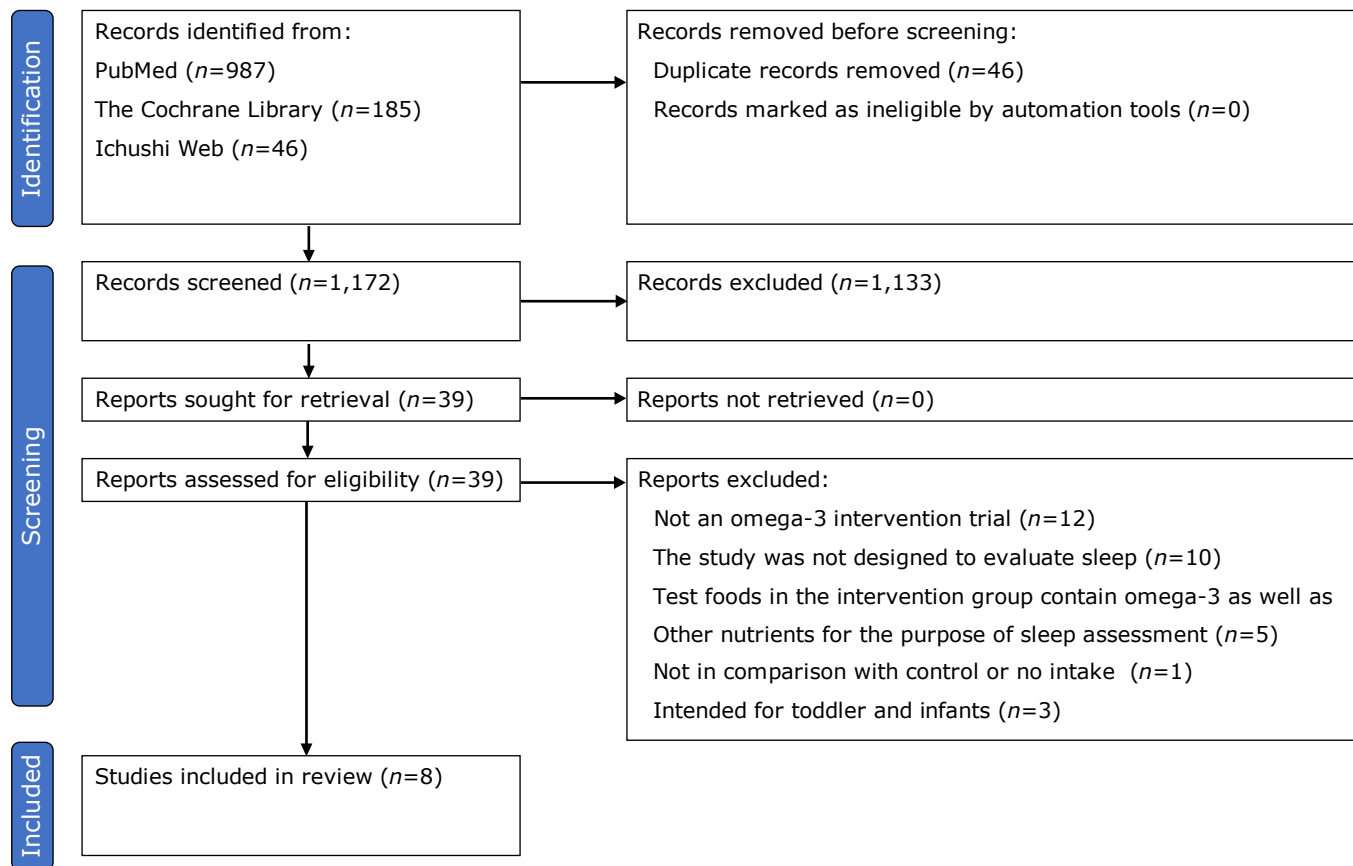 Identification
Records identified from:
PubMed (n=987)
The Cochrane Library (n=185)
Ichushi Web (n=46)
Records removed before screening:
Duplicate records removed (n=46)
Records marked as ineligible by automation tools (n=0)
Screening
Records screened (n=1,172)
Records excluded (n=1,133)
Reports sought for retrieval (n=39)
Reports not retrieved (n=0)
Reports assessed for eligibility (n=39)
Reports excluded:
Not an omega-3 intervention trial (n=12)
The study was not designed to evaluate sleep (n=10)
Test foods in the intervention group contain omega-3 as well as
Other nutrients for the purpose of sleep assessment (n=5)
Not in comparison with control or no intake (n=1)
Intended for toddler and infants (n=3)
Included
Studies included in review (n=8)